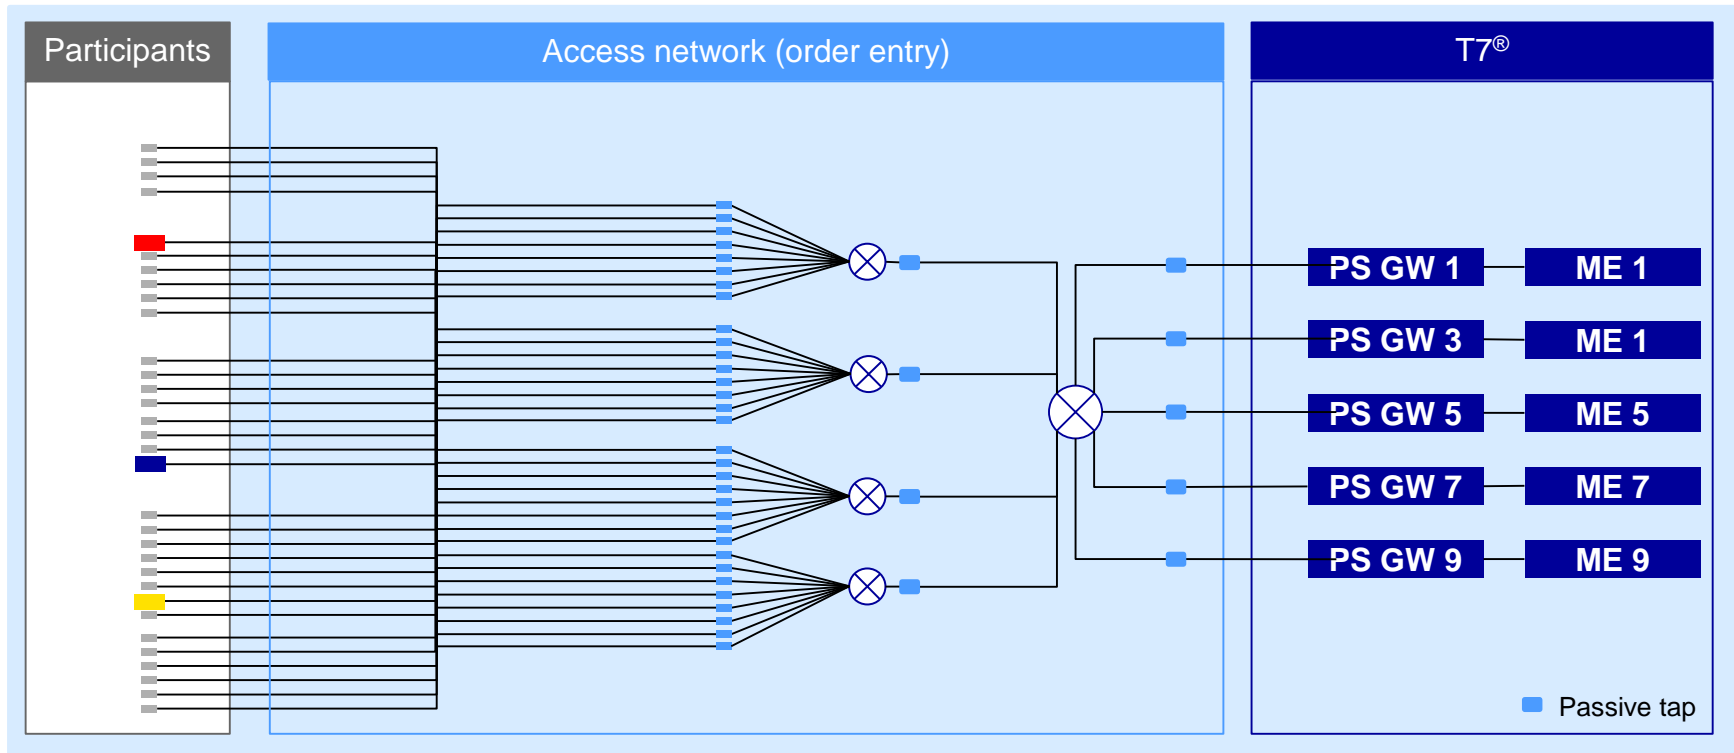 Participants
Access network (order entry)
T7®
PS GW 1
ME 1
PS GW 3
ME 1
PS GW 5
ME 5
PS GW 7
ME 7
PS GW 9
ME 9
Passive tap